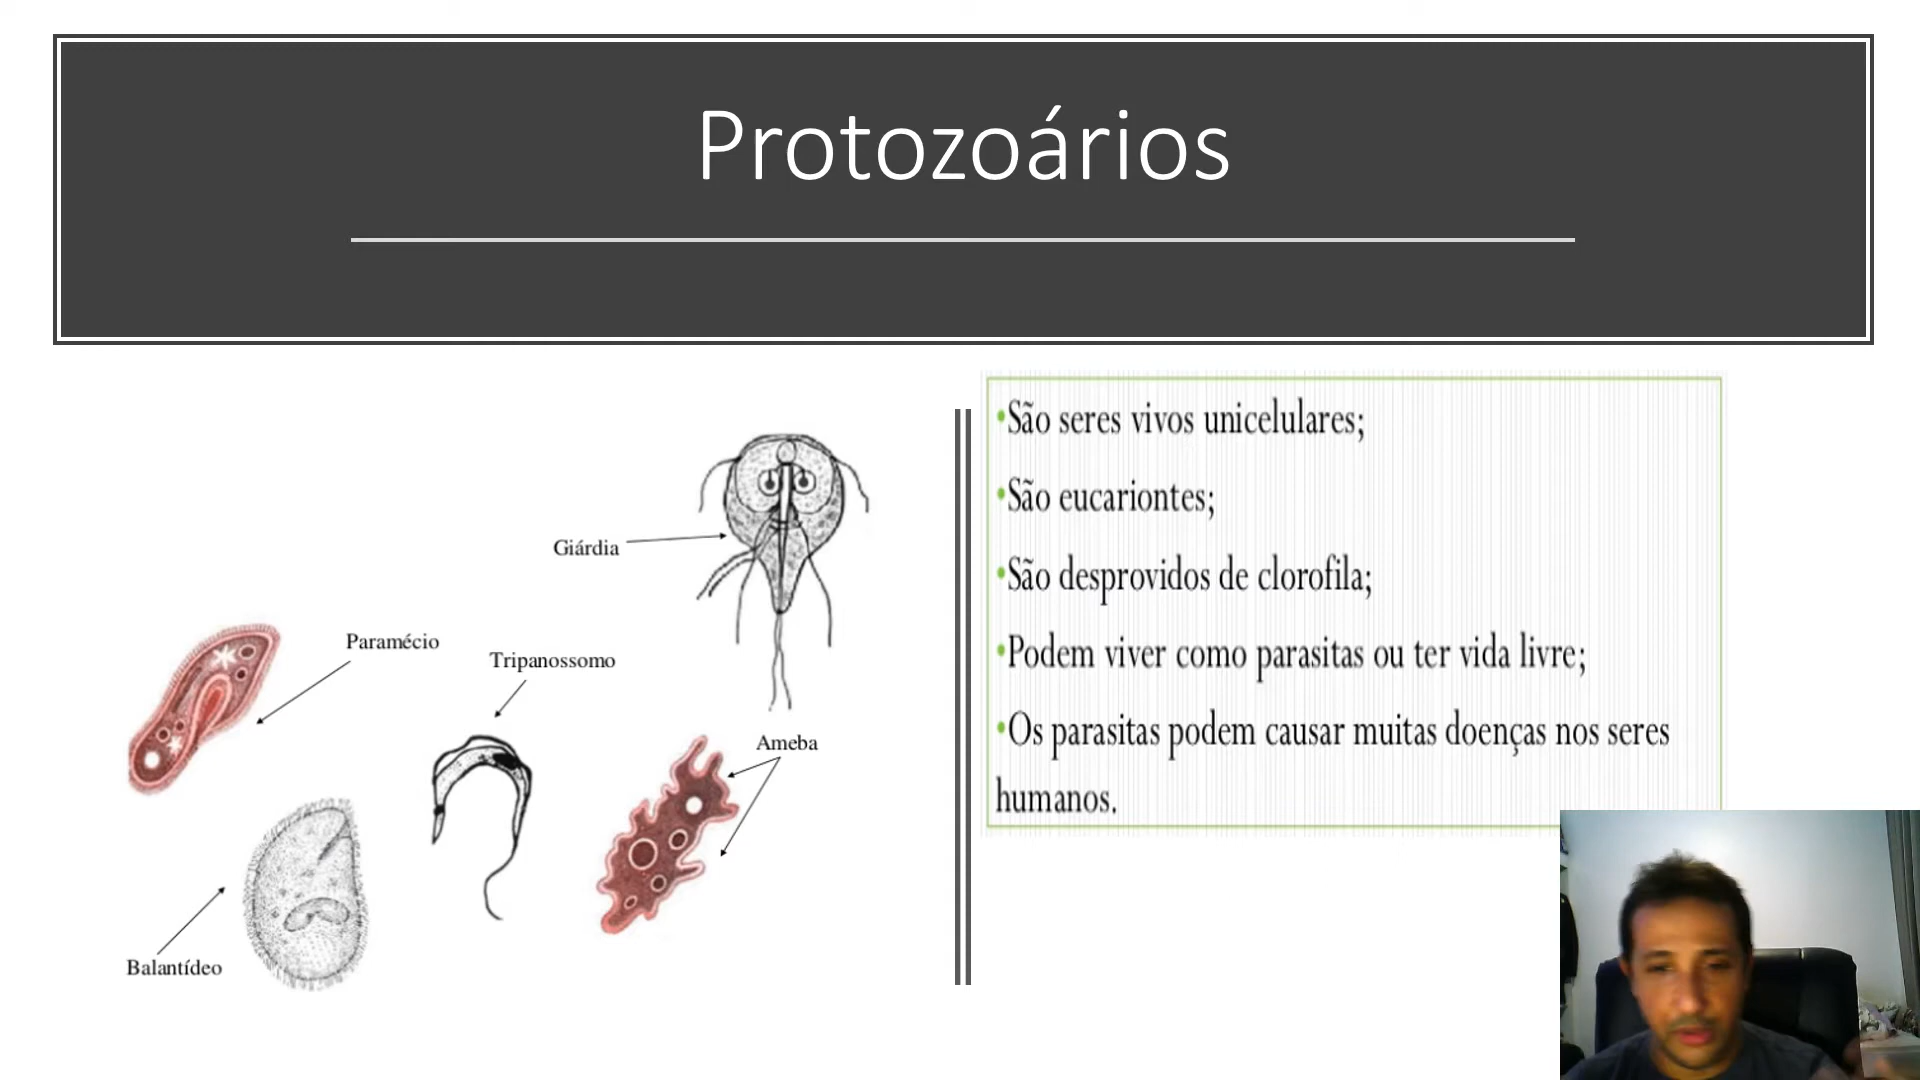 Protozoários
Giárdia
Paramécio
Tripanossomo
Ameba
Balantídeo
•São seres vivos unicelulares;
•São eucariontes;
•São desprovidos de clorofila;
•Podem viver como parasitas ou ter vida livre;
•Os parasitas podem causar muitas doenças nos seres
humanos.